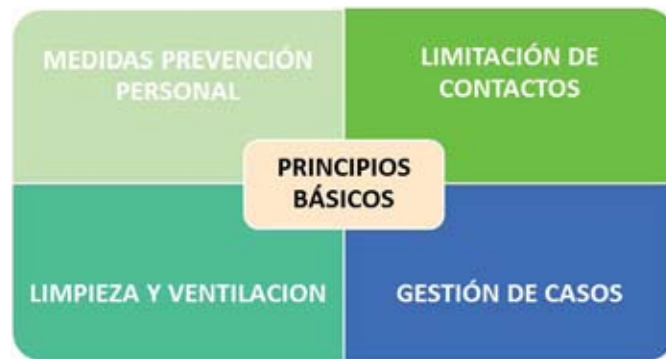 MEDIDAS PREVENCIÓN
PERSONAL
LIMITACIÓN DE
CONTACTOS
PRINCIPIOS
BÁSICOS
LIMPIEZA Y VENTILACION
GESTIÓN DE CASOS